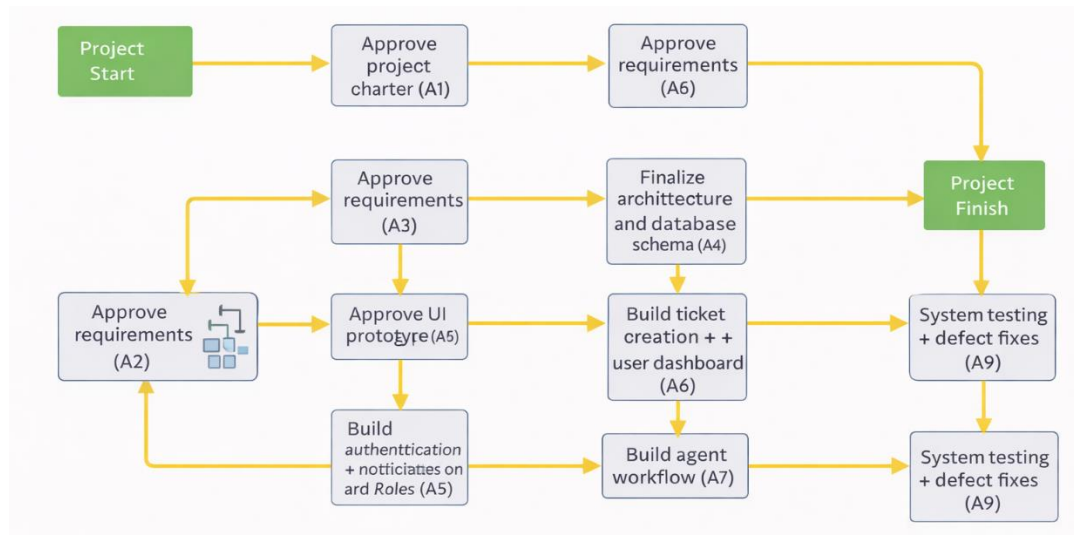 Project
Start
Approve
project
charter (A1)
Approve
requirements
(A6)
Approve
requirements
(A3)
Finalize
archittecture
and database
schema (A4)
Project
Finish
Approve
requirements
(A2)
Approve UI
(A5)
Build ticket
creation + +
user dashboard
(A6)
System testing
+ defect fixes
(A9)
Build
authenttication
+ on
ard Roles (A5)
Build agent
workflow (A7)
System testing
+ defect fixes
(A9)